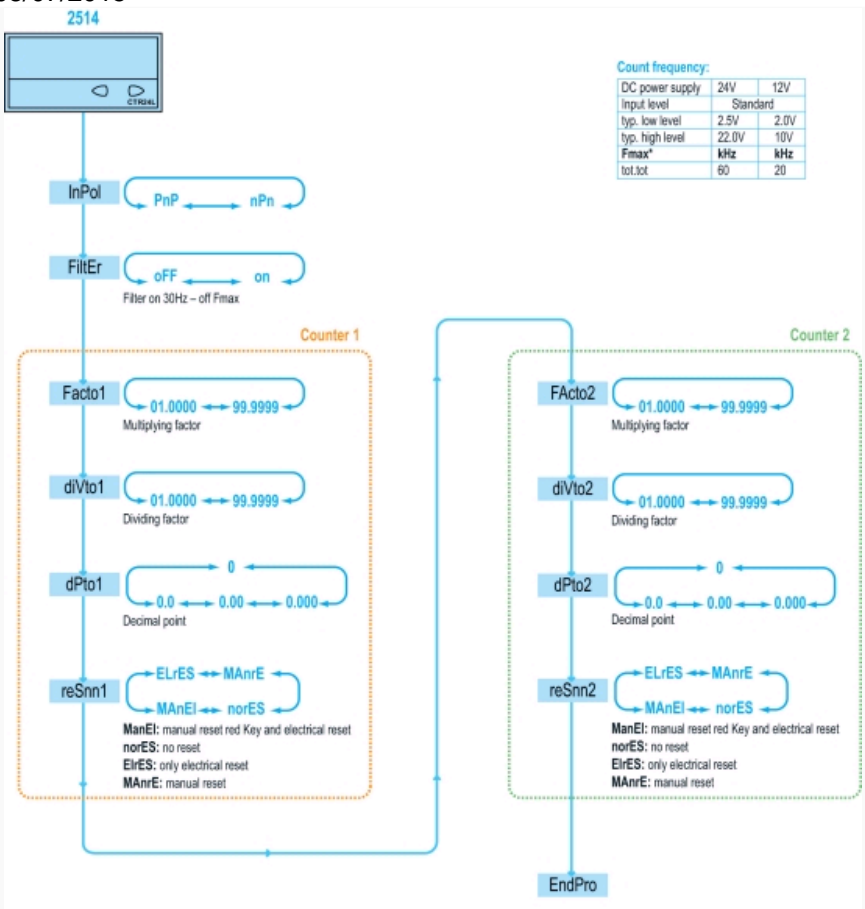 2514
CTR24L
Count frequency:
DC power supply 24V 12V
Input level Standard
typ. low level 2.5V 2.0V
typ. high level 22.0V 10V
Fmax* kHz kHz
tot.tot 60 20
InPol
PnP nPn
FiltEr
oFF on
Filter on 30Hz – off Fmax
Counter 1
Facto1
01.0000 99.9999
Multiplying factor
diVto1
01.0000 99.9999
Dividing factor
dPto1
0
0.0 0.00 0.000
Decimal point
reSnn1
ELrES MAnrE
MAnEI norES
ManEI: manual reset red Key and electrical reset
norES: no reset
ElrES: only electrical reset
MAnrE: manual reset
Counter 2
FActo2
01.0000 99.9999
Multiplying factor
diVto2
01.0000 99.9999
Dividing factor
dPto2
0
0.0 0.00 0.000
Decimal point
reSnn2
ELrES MAnrE
MAnEI norES
ManEI: manual reset red Key and electrical reset
norES: no reset
ElrES: only electrical reset
MAnrE: manual reset
EndPro